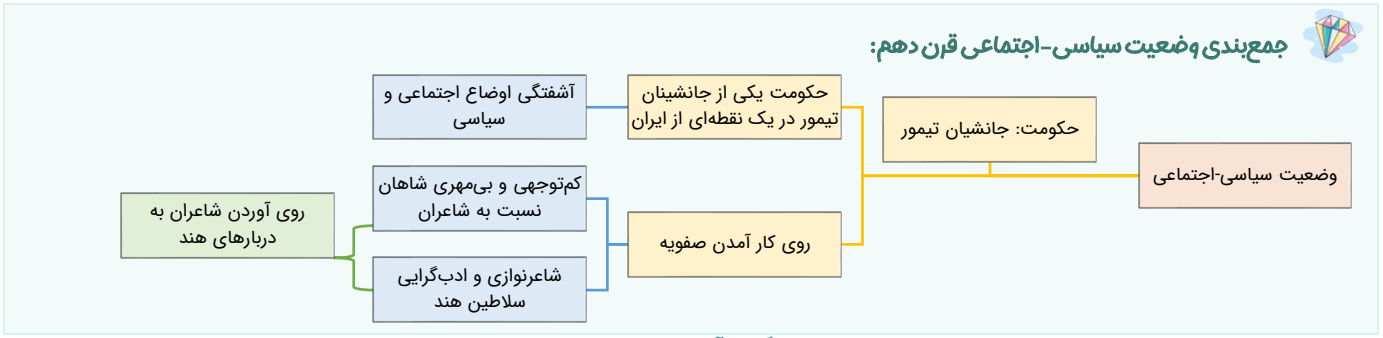 جمع‌بندی وضعیت سیاسی-اجتماعی قرن دهم:
وضعیت سیاسی-اجتماعی
حکومت: جانشیان تیمور
حکومت یکی از جانشینان
تیمور در یک نقطه‌ای از ایران
آشفتگی اوضاع اجتماعی و
سیاسی
روی کار آمدن صفویه
کم‌توجهی و بی‌مهری شاهان
نسبت به شاعران
شاعرنوازی و ادب‌گرایی
سلاطین هند
روی آوردن شاعران به
دربارهای هند